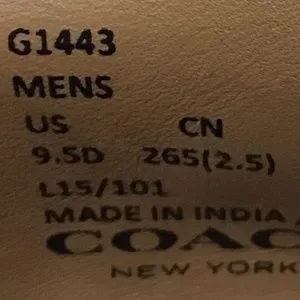 G1443
MENS
US CN
9.5D 265(2.5)
L15/101
MADE IN INDIA
COAC
NEW YORK